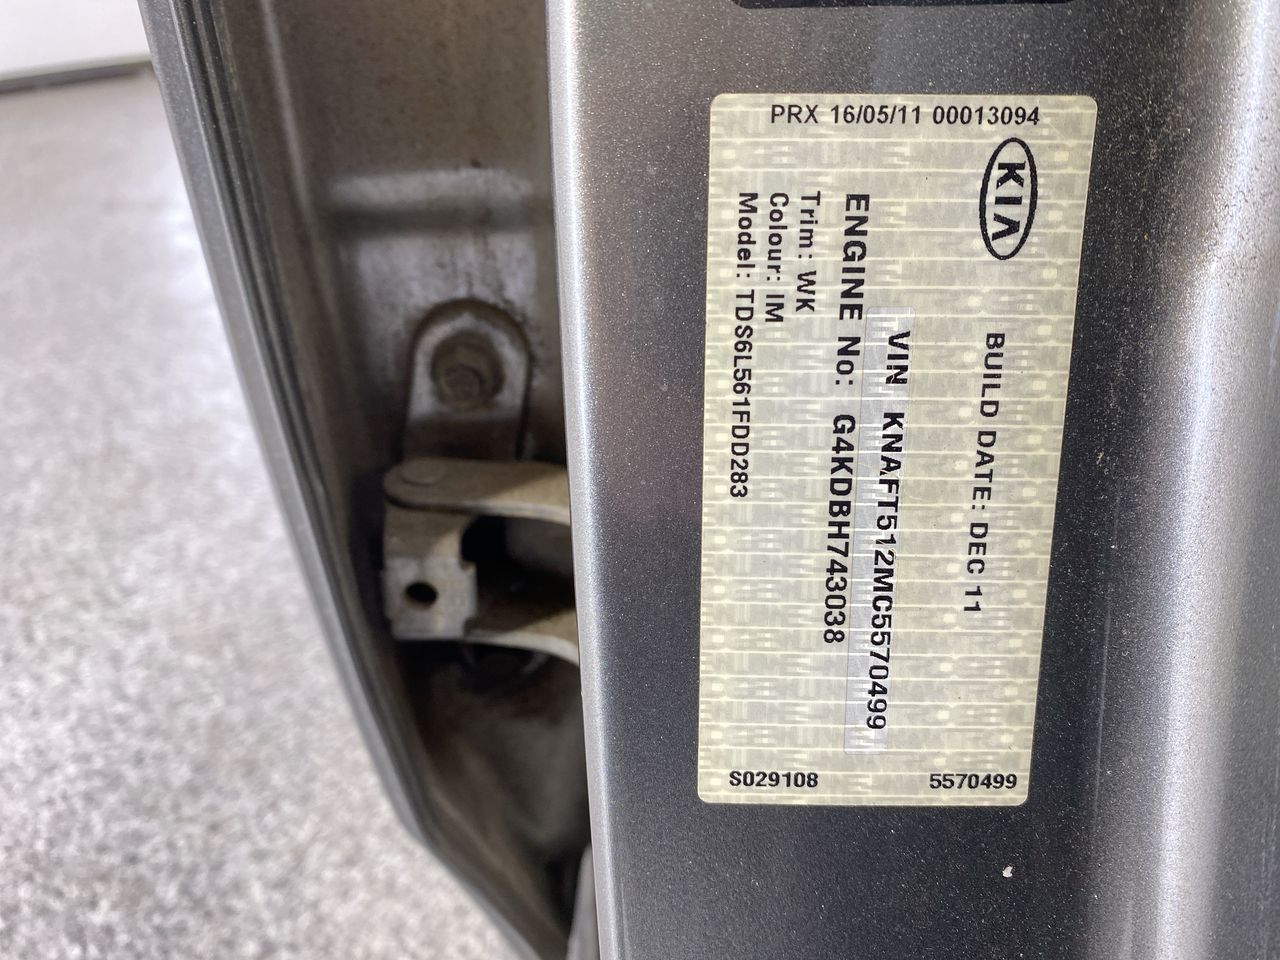 PRX 16/05/11 00013094
KIA
BUILD DATE: DEC 11
VIN KNAFT512MC5570499
ENGINE No: G4KDBH743038
Trim: WK
Colour: IM
Model: TDS6L561FDD283
S029108
5570499